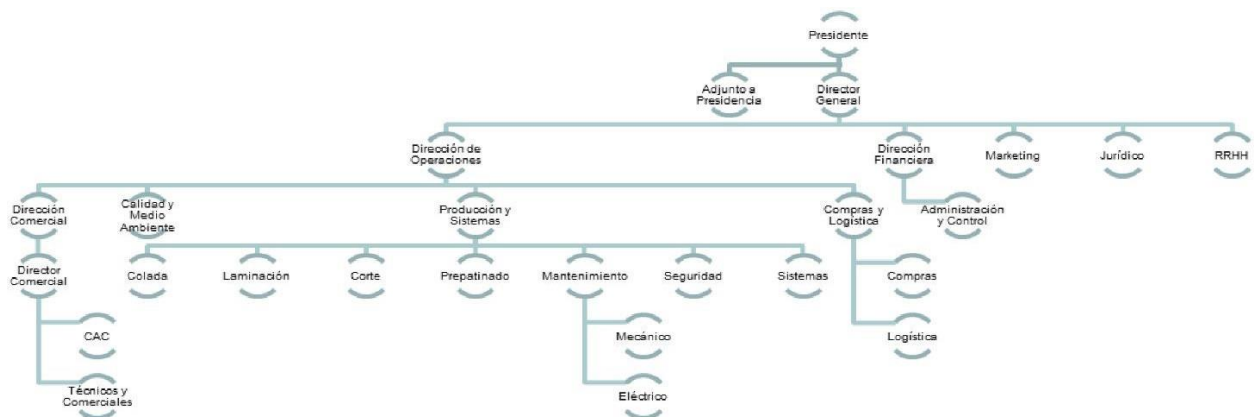 Presidente
Adjunto a
Presidencia
Director
General
Dirección de
Operaciones
Dirección
Financiera
Marketing
Jurídico
RRHH
Dirección
Comercial
Calidad y
Medio
Ambiente
Producción y
Sistemas
Compras y
Logística
Administración
y Control
Director
Comercial
Colada
Laminación
Corte
Prepatinado
Mantenimiento
Seguridad
Sistemas
Compras
CAC
Mecánico
Logística
Técnicos y
Comerciales
Eléctrico